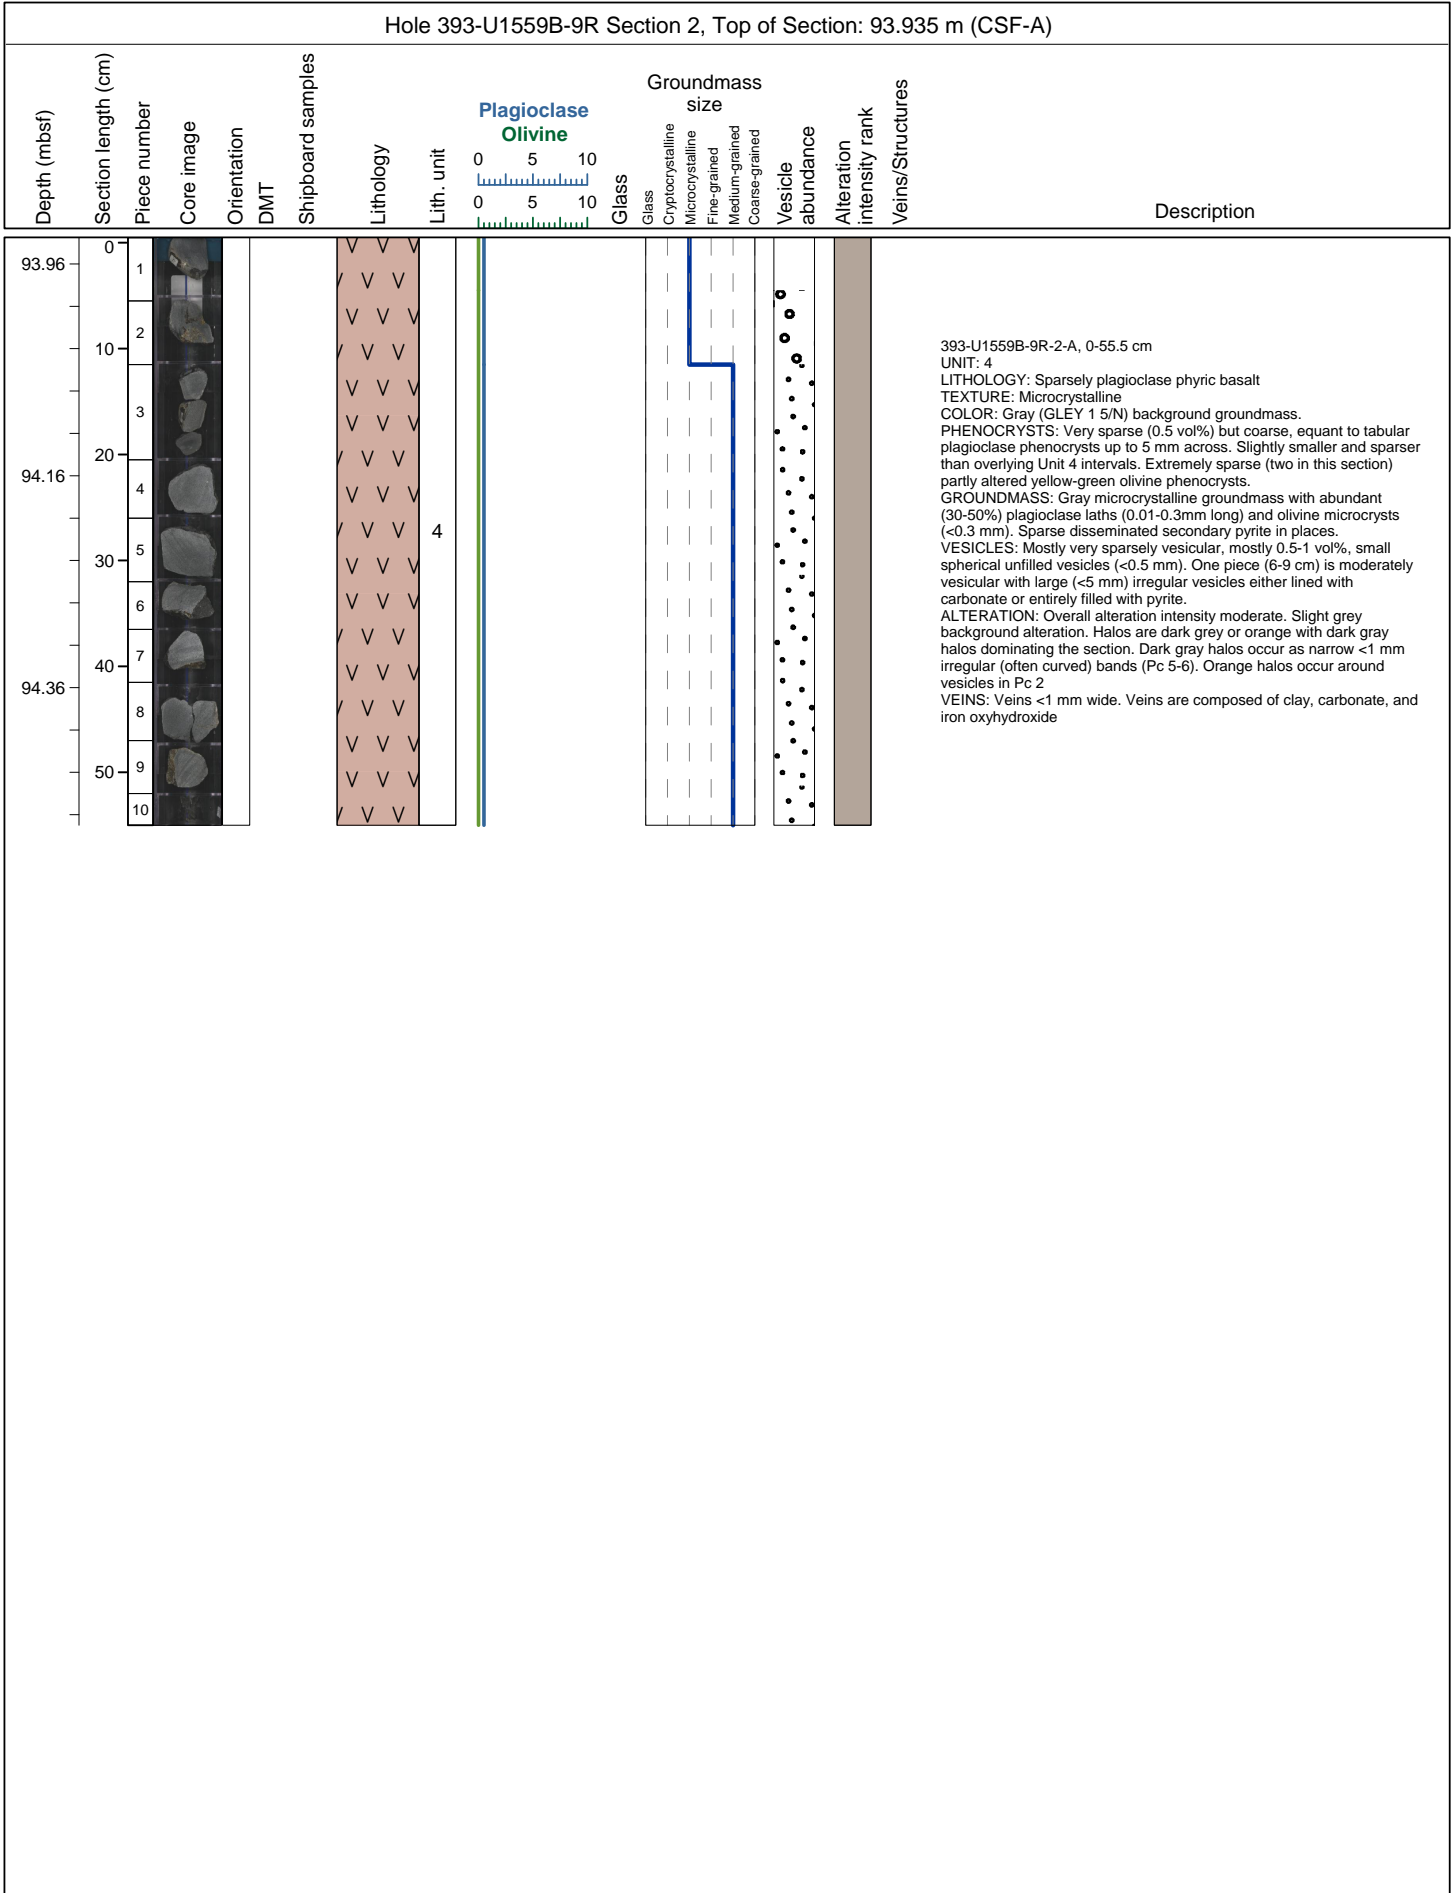 Hole 393-U1559B-9R Section 2, Top of Section: 93.935 m (CSF-A)
Depth (mbsf)
Section length (cm)
Piece number
Core image
Orientation
DMT
Shipboard samples
Lithology
Lith. unit
Plagioclase
Olivine
0 5 10
0 5 10
Glass
Groundmass
size
Glass
Cryptocrystalline
Microcrystalline
Fine-grained
Medium-grained
Coarse-grained
Vesicle
abundance
Alteration
intensity rank
Veins/Structures
Description
93.96
94.16
94.36
0
10
20
30
40
50
1
2
3
4
5
6
7
8
9
10
4
393-U1559B-9R-2-A, 0-55.5 cm
UNIT: 4
LITHOLOGY: Sparsely plagioclase phyric basalt
TEXTURE: Microcrystalline
COLOR: Gray (GLEY 1 5/N) background groundmass.
PHENOCRYSTS: Very sparse (0.5 vol%) but coarse, equant to tabular
plagioclase phenocrysts up to 5 mm across. Slightly smaller and sparser
than overlying Unit 4 intervals. Extremely sparse (two in this section)
partly altered yellow-green olivine phenocrysts.
GROUNDMASS: Gray microcrystalline groundmass with abundant
(30-50%) plagioclase laths (0.01-0.3mm long) and olivine microcrysts
(<0.3 mm). Sparse disseminated secondary pyrite in places.
VESICLES: Mostly very sparsely vesicular, mostly 0.5-1 vol%, small
spherical unfilled vesicles (<0.5 mm). One piece (6-9 cm) is moderately
vesicular with large (<5 mm) irregular vesicles either lined with
carbonate or entirely filled with pyrite.
ALTERATION: Overall alteration intensity moderate. Slight grey
background alteration. Halos are dark grey or orange with dark gray
halos dominating the section. Dark gray halos occur as narrow <1 mm
irregular (often curved) bands (Pc 5-6). Orange halos occur around
vesicles in Pc 2
VEINS: Veins <1 mm wide. Veins are composed of clay, carbonate, and
iron oxyhydroxide